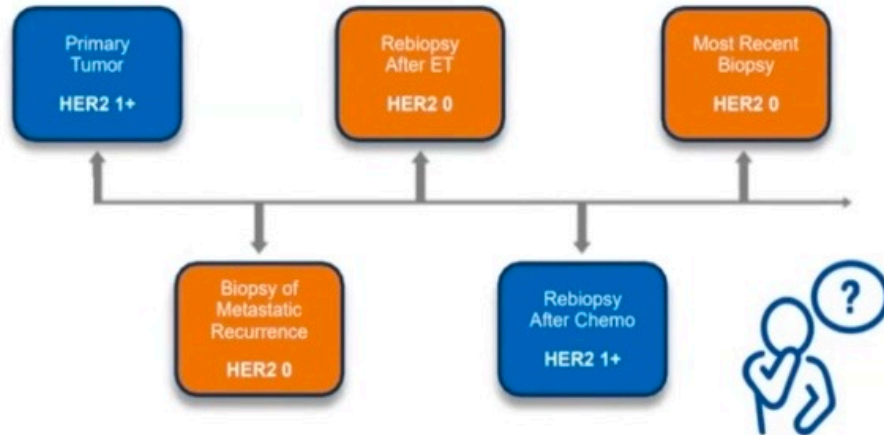 Primary
Tumor
HER2 1+
Rebiopsy
After ET
HER2 0
Most Recent
Biopsy
HER2 0
Biopsy of
Metastatic
Recurrence
HER2 0
Rebiopsy
After Chemo
HER2 1+
?